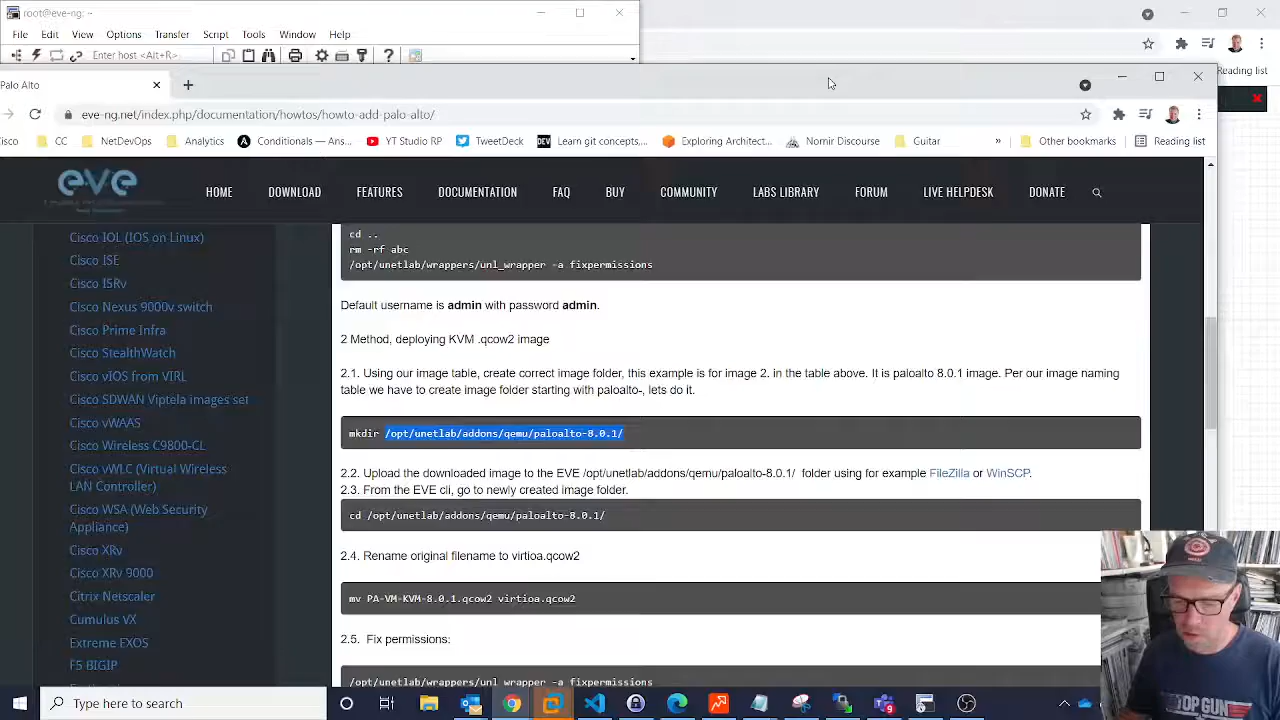 root@eve-ng: ~
File Edit View Options Transfer Script Tools Window Help
Enter host <Alt+R>
Reading list
Palo Alto
eve-ng.net/index.php/documentation/howtos/howto-add-palo-alto/
isco CC NetDevOps Analytics Conditionals — Ans... YT Studio RP TweetDeck Learn git concepts,... Exploring Architect... Nornir Discourse Guitar » Other bookmarks Reading list
eve
HOME DOWNLOAD FEATURES DOCUMENTATION FAQ BUY COMMUNITY LABS LIBRARY FORUM LIVE HELPDESK DONATE
Cisco IOL (IOS on Linux)
Cisco ISE
Cisco ISRv
Cisco Nexus 9000v switch
Cisco Prime Infra
Cisco StealthWatch
Cisco vIOS from VIRL
Cisco SDWAN Viptela images set
Cisco vWAAS
Cisco Wireless C9800-CL
Cisco vWLC (Virtual Wireless
LAN Controller)
Cisco WSA (Web Security
Appliance)
Cisco XRv
Cisco XRv 9000
Citrix Netscaler
Cumulus VX
Extreme EXOS
F5 BIGIP
cd ..
rm -rf abc
/opt/unetlab/wrappers/unl_wrapper -a fixpermissions
Default username is admin with password admin.
2 Method, deploying KVM .qcow2 image
2.1. Using our image table, create correct image folder, this example is for image 2. in the table above. It is paloalto 8.0.1 image. Per our image naming
table we have to create image folder starting with paloalto-, lets do it.
mkdir /opt/unetlab/addons/qemu/paloalto-8.0.1/
2.2. Upload the downloaded image to the EVE /opt/unetlab/addons/qemu/paloalto-8.0.1/ folder using for example FileZilla or WinSCP.
2.3. From the EVE cli, go to newly created image folder.
cd /opt/unetlab/addons/qemu/paloalto-8.0.1/
2.4. Rename original filename to virtioa.qcow2
mv PA-VM-KVM-8.0.1.qcow2 virtioa.qcow2
2.5. Fix permissions:
/opt/unetlab/wrappers/unl_wrapper -a fixpermissions
Type here to search
TOP GUN